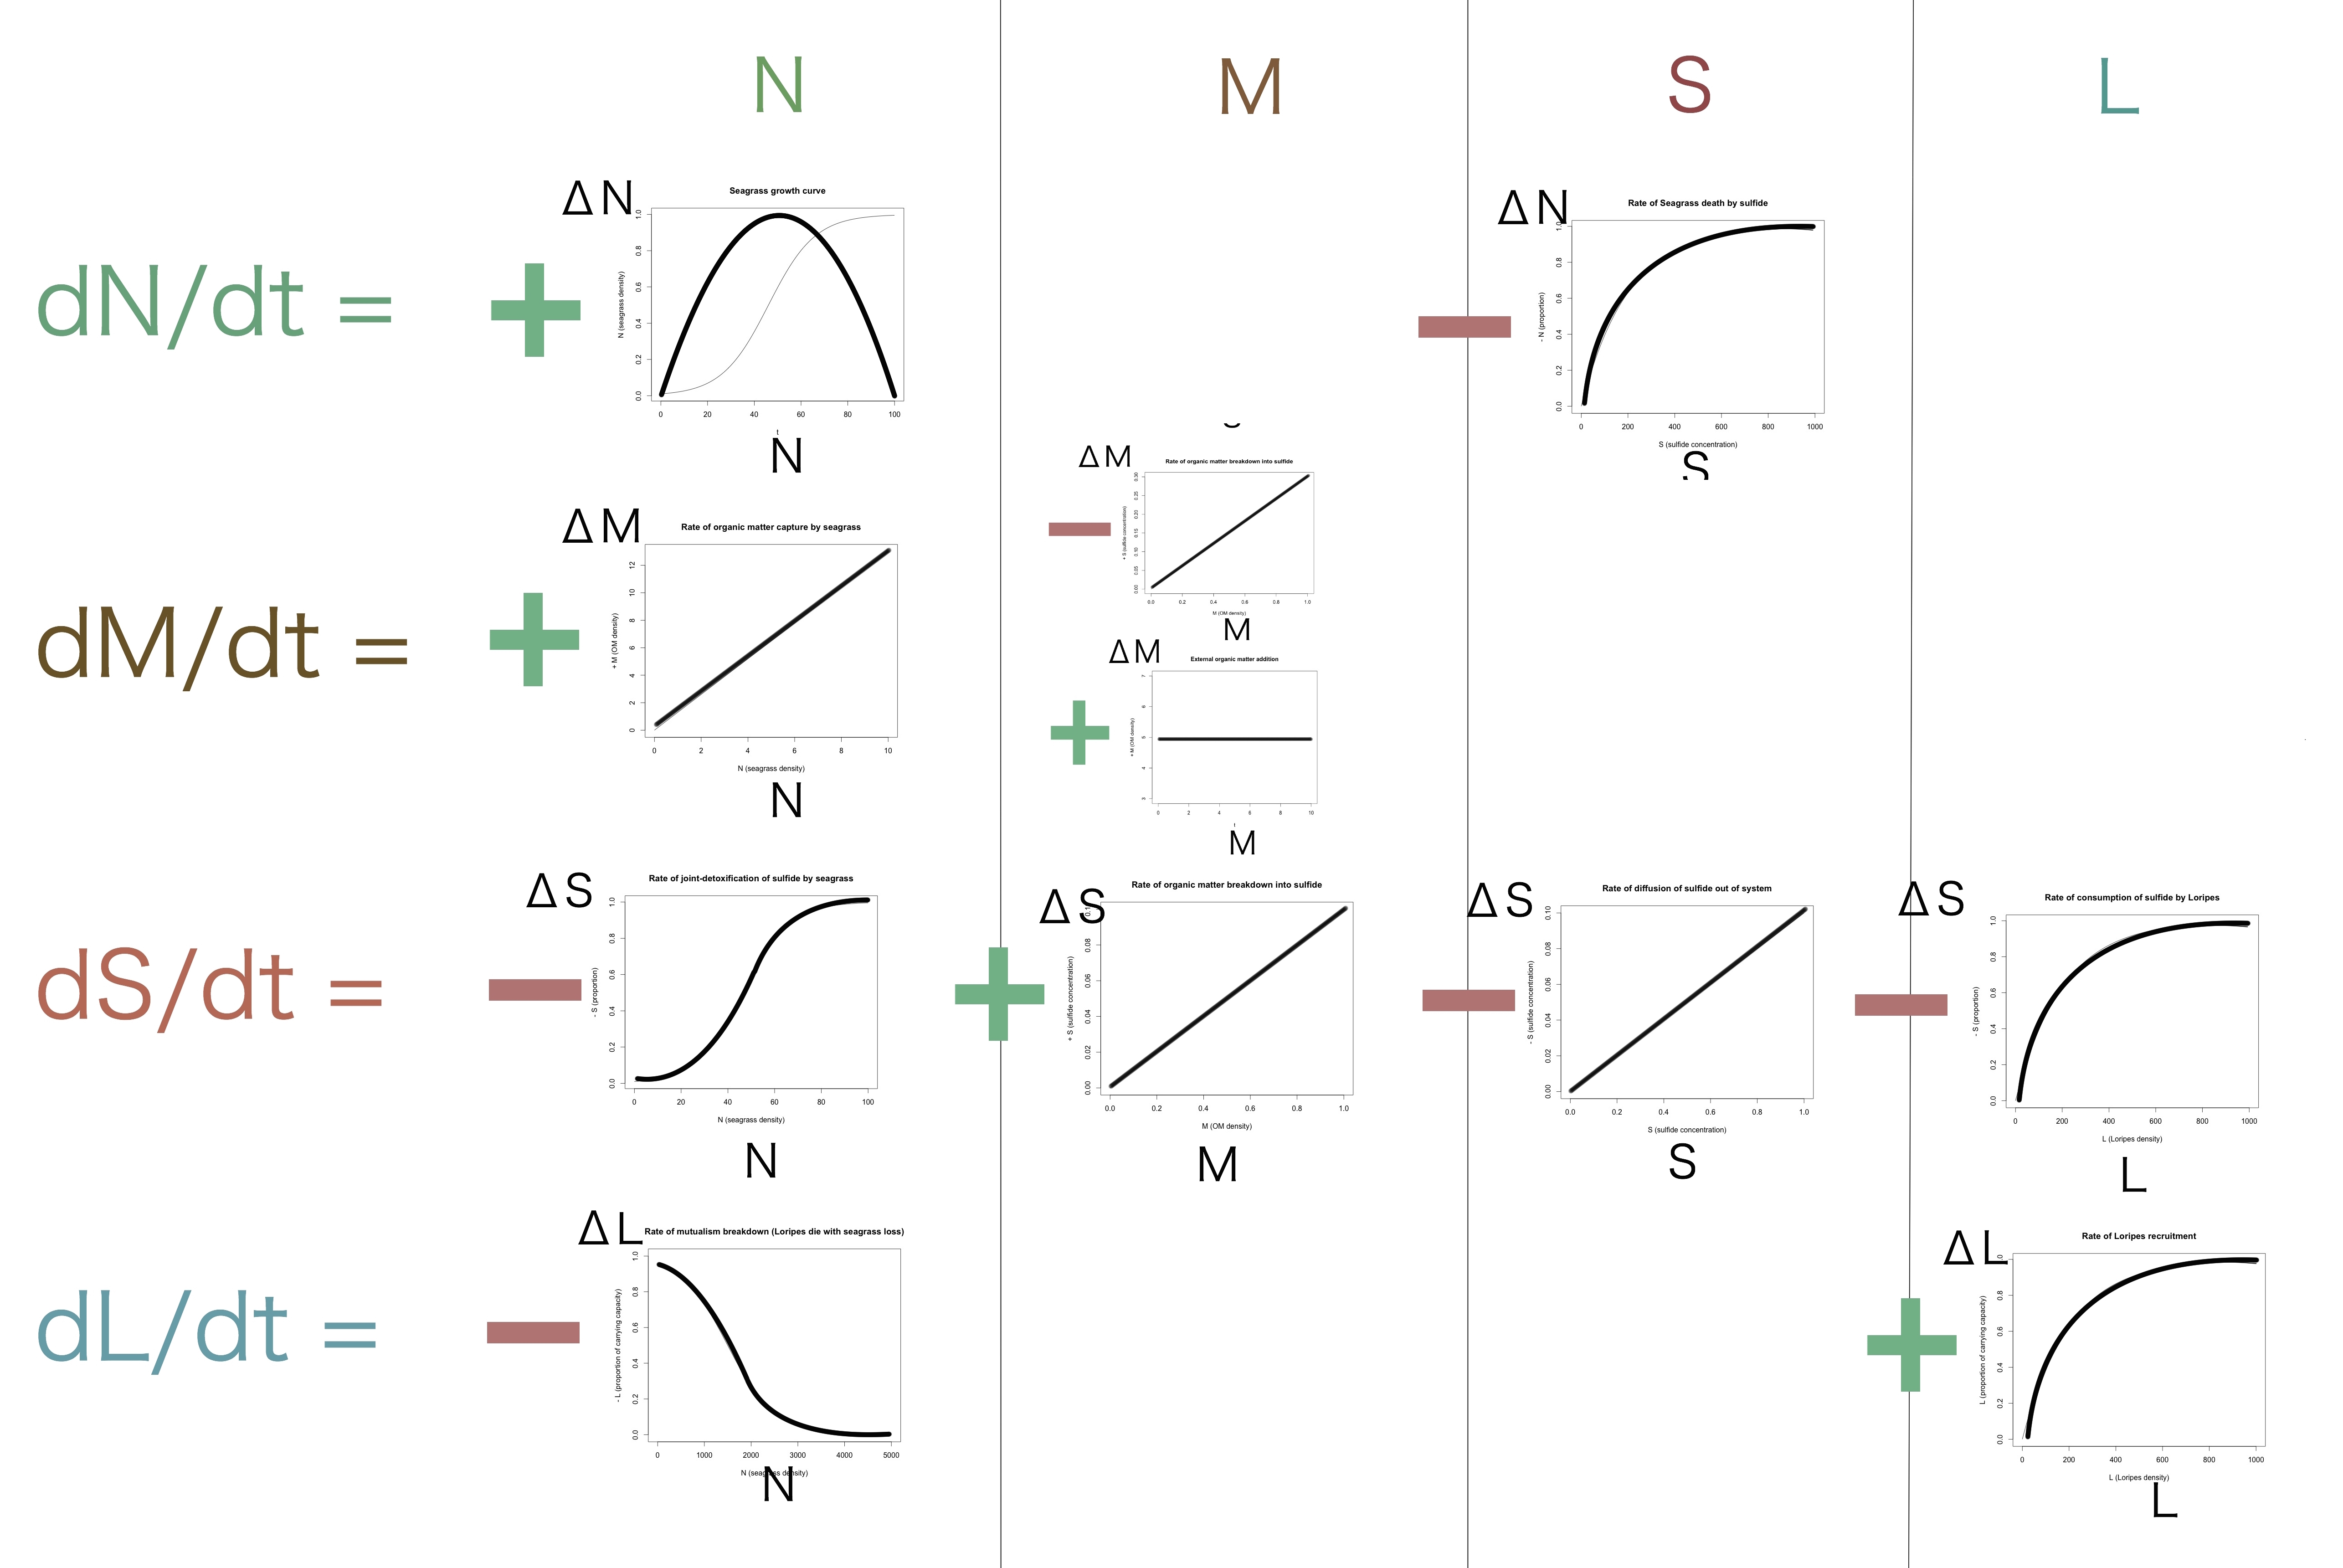 N M S L
dN/dt =
ΔN
Seagrass growth curve
N (seagrass density)
0.0 0.2 0.4 0.6 0.8 1.0
0 20 40 60 80 100
t
N
ΔN
Rate of Seagrass death by sulfide
- N (proportion)
0.0 0.2 0.4 0.6 0.8 1.0
0 200 400 600 800 1000
S (sulfide concentration)
S
dM/dt =
ΔM
Rate of organic matter capture by seagrass
+ M (OM density)
0 2 4 6 8 10 12
0 2 4 6 8 10
N (seagrass density)
N
ΔM
Rate of organic matter breakdown into sulfide
+ S (sulfide concentration)
0.00 0.05 0.10 0.15 0.20 0.25 0.30
0.0 0.2 0.4 0.6 0.8 1.0
M (OM density)
M
ΔM
External organic matter addition
+ M (OM density)
3 4 5 6 7
0 2 4 6 8 10
t
M
dS/dt =
ΔS
Rate of joint-detoxification of sulfide by seagrass
- S (proportion)
0.0 0.2 0.4 0.6 0.8 1.0
0 20 40 60 80 100
N (seagrass density)
N
ΔS
Rate of organic matter breakdown into sulfide
+ S (sulfide concentration)
0.00 0.02 0.04 0.06 0.08
0.0 0.2 0.4 0.6 0.8 1.0
M (OM density)
M
ΔS
Rate of diffusion of sulfide out of system
- S (sulfide concentration)
0.00 0.02 0.04 0.06 0.08 0.10
0.0 0.2 0.4 0.6 0.8 1.0
S (sulfide concentration)
S
ΔS
Rate of consumption of sulfide by Loripes
- S (proportion)
0.0 0.2 0.4 0.6 0.8 1.0
0 200 400 600 800 1000
L (Loripes density)
L
dL/dt =
ΔL
Rate of mutualism breakdown (Loripes die with seagrass loss)
- L (proportion of carrying capacity)
0.0 0.2 0.4 0.6 0.8 1.0
0 1000 2000 3000 4000 5000
N (seagrass density)
N
ΔL
Rate of Loripes recruitment
L (proportion of carrying capacity)
0.0 0.2 0.4 0.6 0.8
0 200 400 600 800 1000
L (Loripes density)
L